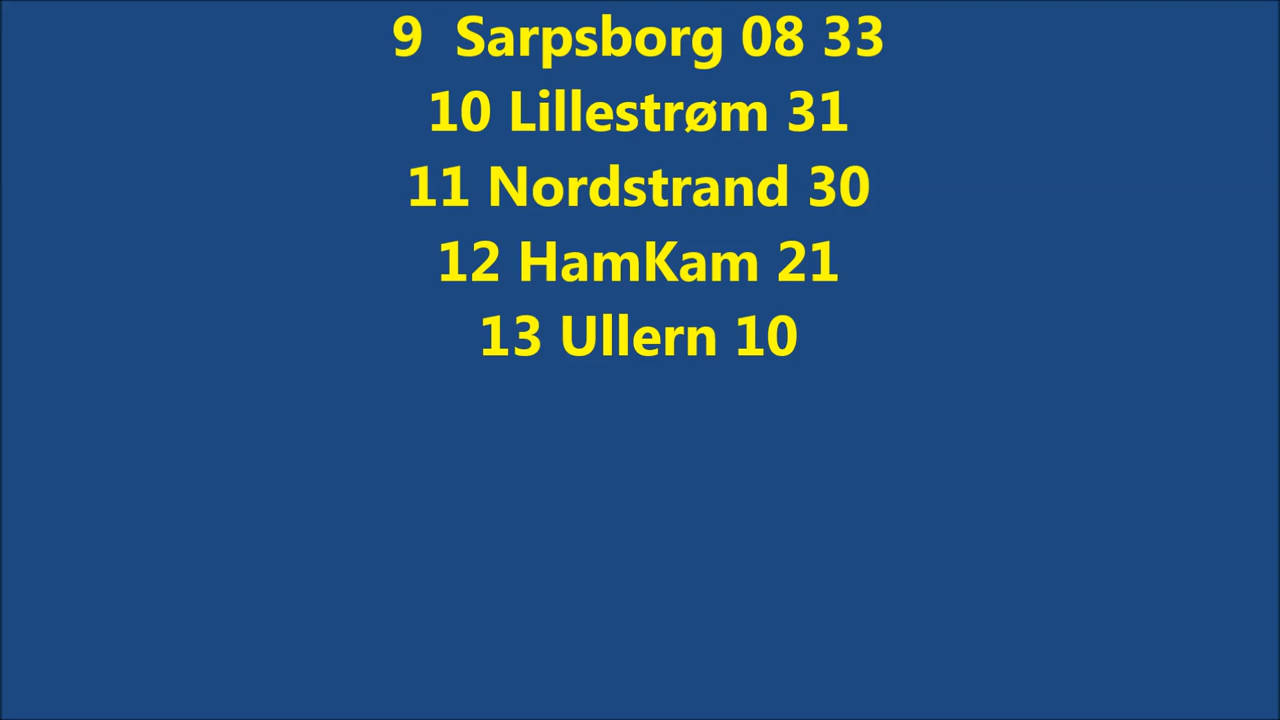 9  Sarpsborg 08 33
10 Lillestrøm 31
11 Nordstrand 30
12 HamKam 21
13 Ullern 10